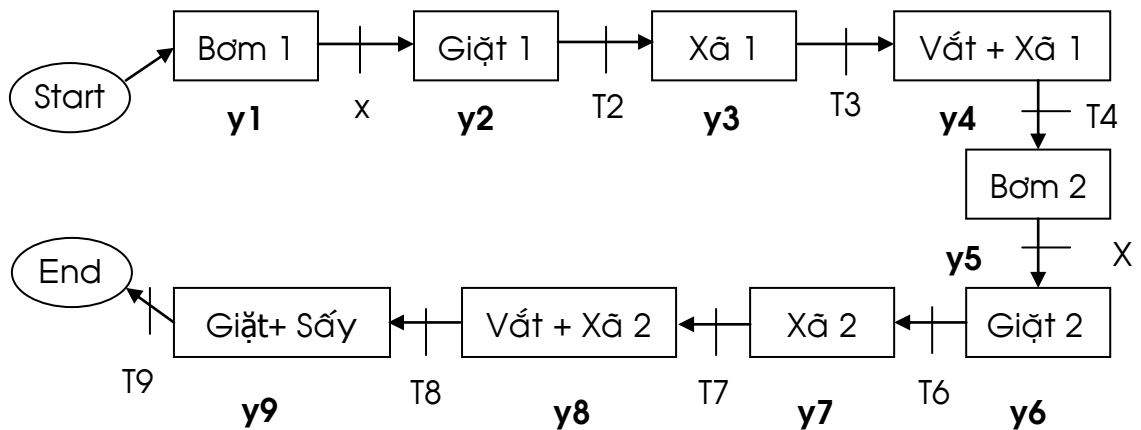 Start
Bơm 1
y1
x
Giặt 1
y2
T2
Xã 1
y3
T3
Vắt + Xã 1
y4
T4
Bơm 2
y5
X
Giặt 2
y6
T6
Xã 2
y7
T7
Vắt + Xã 2
y8
T8
Giặt+ Sấy
y9
T9
End